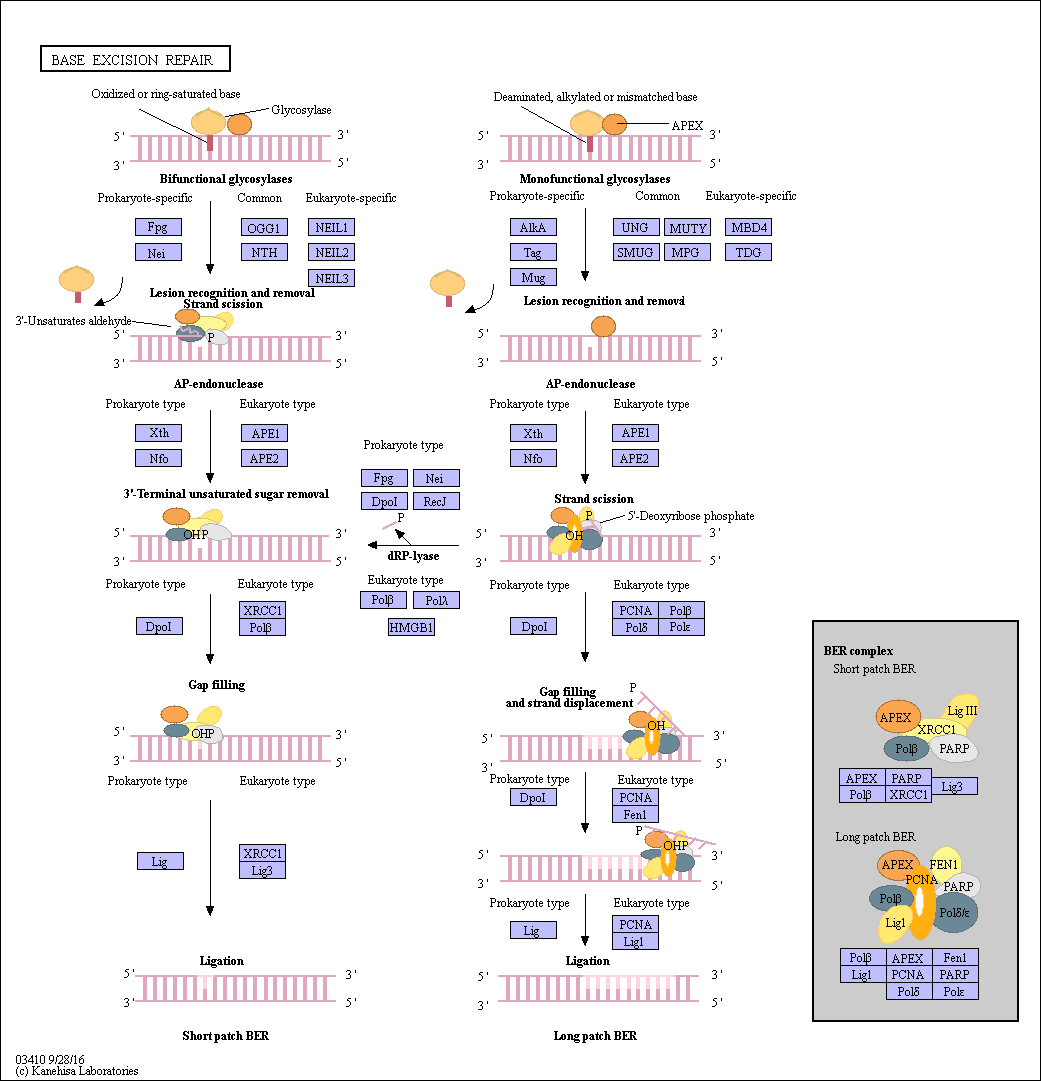 BASE EXCISION REPAIR
Oxidized or ring-saturated base
Glycosylase
5' 3'
3' 5'
Bifunctional glycosylases
Deaminated, alkylated or mismatched base
APEX
5' 3'
3' 5'
Monofunctional glycosylases
Prokaryote-specific Common Eukaryote-specific
Fpg OGG1 NEIL1
Nei NTH NEIL2
NEIL3
Prokaryote-specific Common Eukaryote-specific
AlkA UNG MUTY MBD4
Tag SMUG MPG TDG
Mug
Lesion recognition and removal
Strand scission
3'-Unsaturates aldehyde
P
5' 3'
3' 5'
AP-endonuclease
Lesion recognition and removal
5' 3'
3' 5'
AP-endonuclease
Prokaryote type Eukaryote type
Xth APE1
Nfo APE2
Prokaryote type Eukaryote type
Xth APE1
Nfo APE2
3'-Terminal unsaturated sugar removal
OHP
5' 3'
3' 5'
Prokaryote type
Fpg Nei
DpoI RecJ
P
dRP-lyase
Eukaryote type
Polβ Polλ
HMGB1
Strand scission
P
5'-Deoxyribose phosphate
OH
5' 3'
3' 5'
Prokaryote type Eukaryote type
XRCC1
DpoI Polβ
Prokaryote type Eukaryote type
PCNA Polβ
DpoI Polδ Polε
Gap filling
OHP
5' 3'
3' 5'
Gap filling
and strand displacement
P
OH
5' 3'
3' 5'
Prokaryote type Eukaryote type
XRCC1
Lig Lig3
Prokaryote type Eukaryote type
DpoI PCNA
Fen1
P
OHP
5' 3'
3' 5'
Prokaryote type Eukaryote type
Lig PCNA
Lig1
Ligation
5' 3'
3' 5'
Short patch BER
Ligation
5' 3'
3' 5'
Long patch BER
BER complex
Short patch BER
APEX
Lig III
XRCC1
Polβ
PARP
APEX PARP
Polβ XRCC1 Lig3
Long patch BER
APEX
FEN1
PCNA
PARP
Polβ
Polδ/ε
Lig1
Polβ APEX Fen1
Lig1 PCNA PARP
Polδ Polε
03410 9/28/16
(c) Kanehisa Laboratories